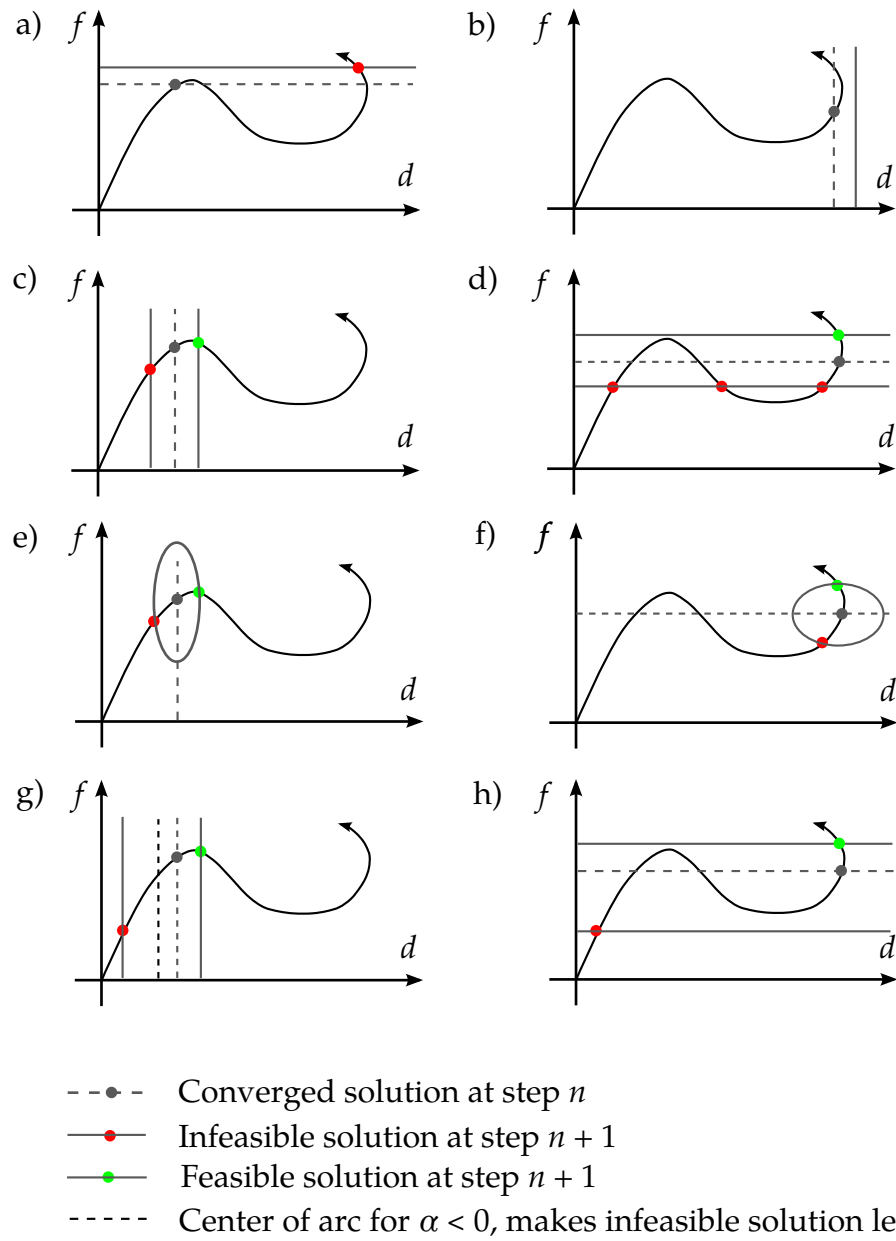 a) f d
b) d
c) f d
d) f d
e) f d
f) f d
g) f d
h) f d
Converged solution at step n
Infeasible solution at step n + 1
Feasible solution at step n + 1
Center of arc for α < 0, makes infeasible solution le